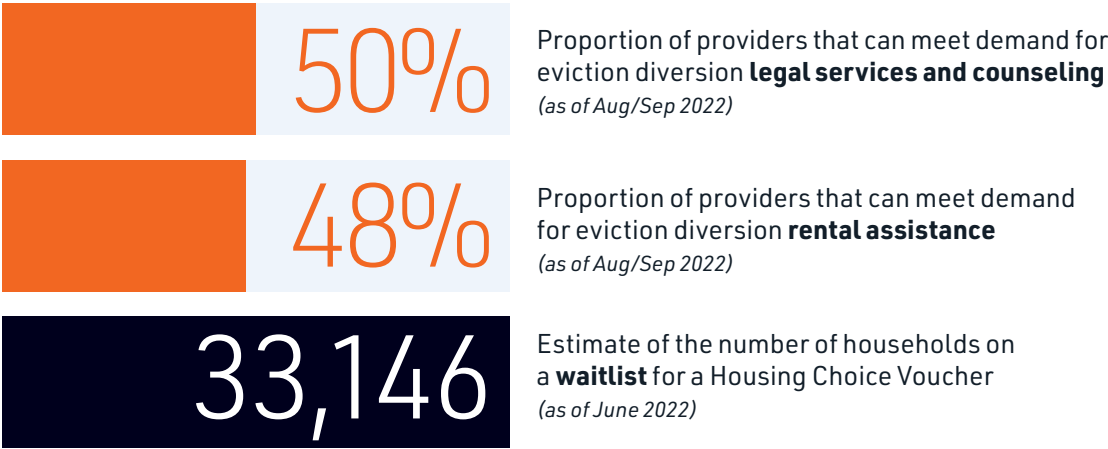 50%
Proportion of providers that can meet demand for
eviction diversion legal services and counseling
(as of Aug/Sep 2022)
48%
Proportion of providers that can meet demand
for eviction diversion rental assistance
(as of Aug/Sep 2022)
33,146
Estimate of the number of households on
a waitlist for a Housing Choice Voucher
(as of June 2022)